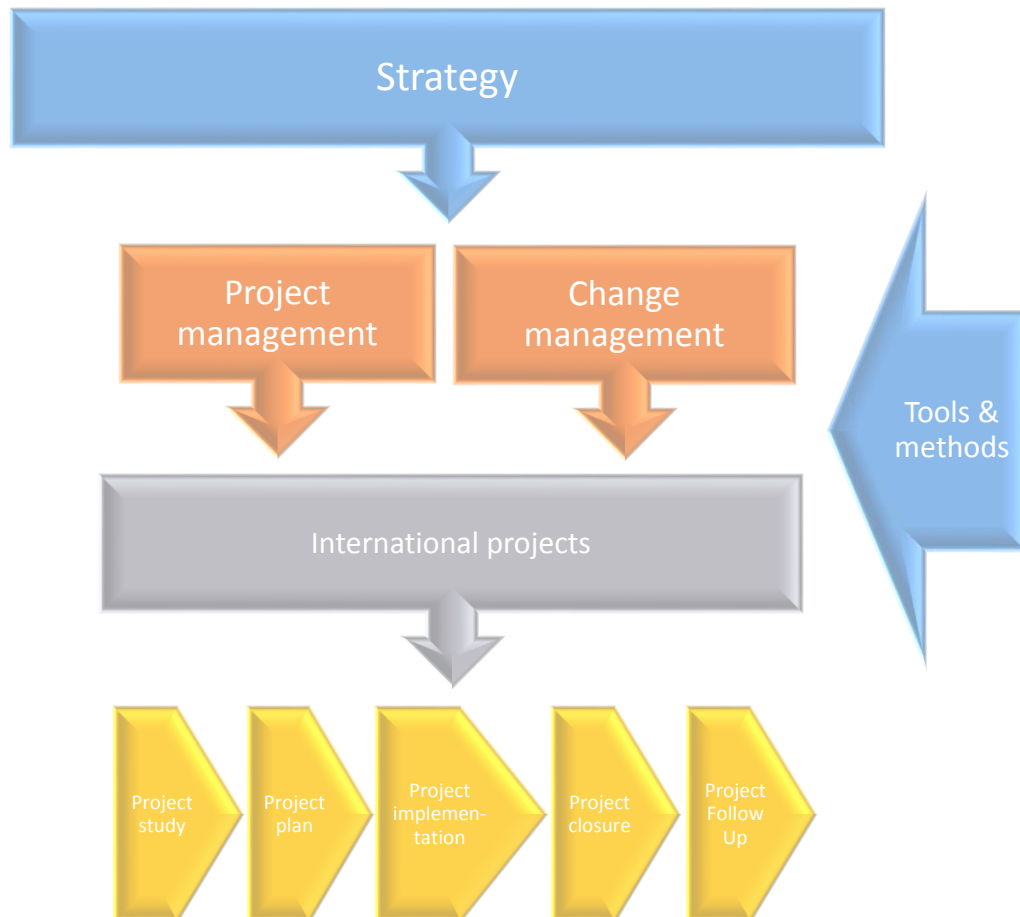 Strategy
Project
management
Change
management
Tools &
methods
International projects
Project
study
Project
plan
Project
implemen-
tation
Project
closure
Project
Follow
Up